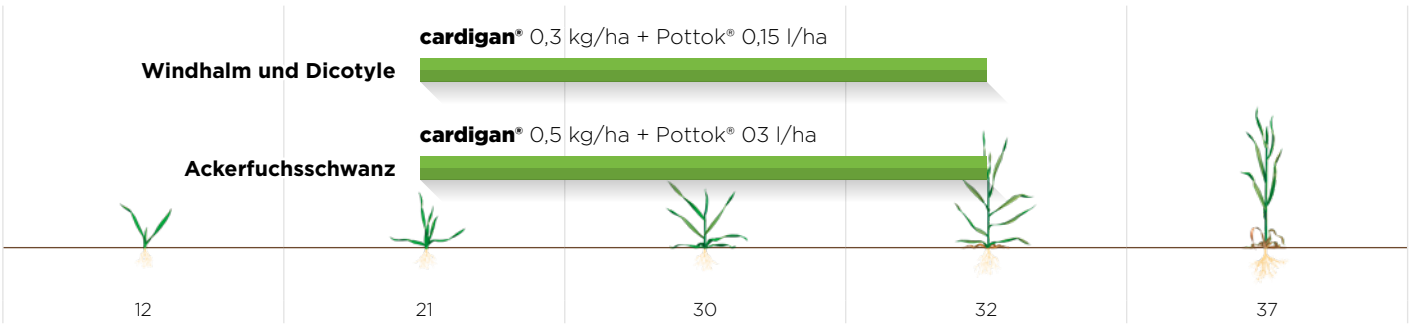 cardigan® 0,3 kg/ha + Pottok® 0,15 l/ha
Windhalm und Dicotyle
cardigan® 0,5 kg/ha + Pottok® 03 l/ha
Ackerfuchsschwanz
12 21 30 32 37